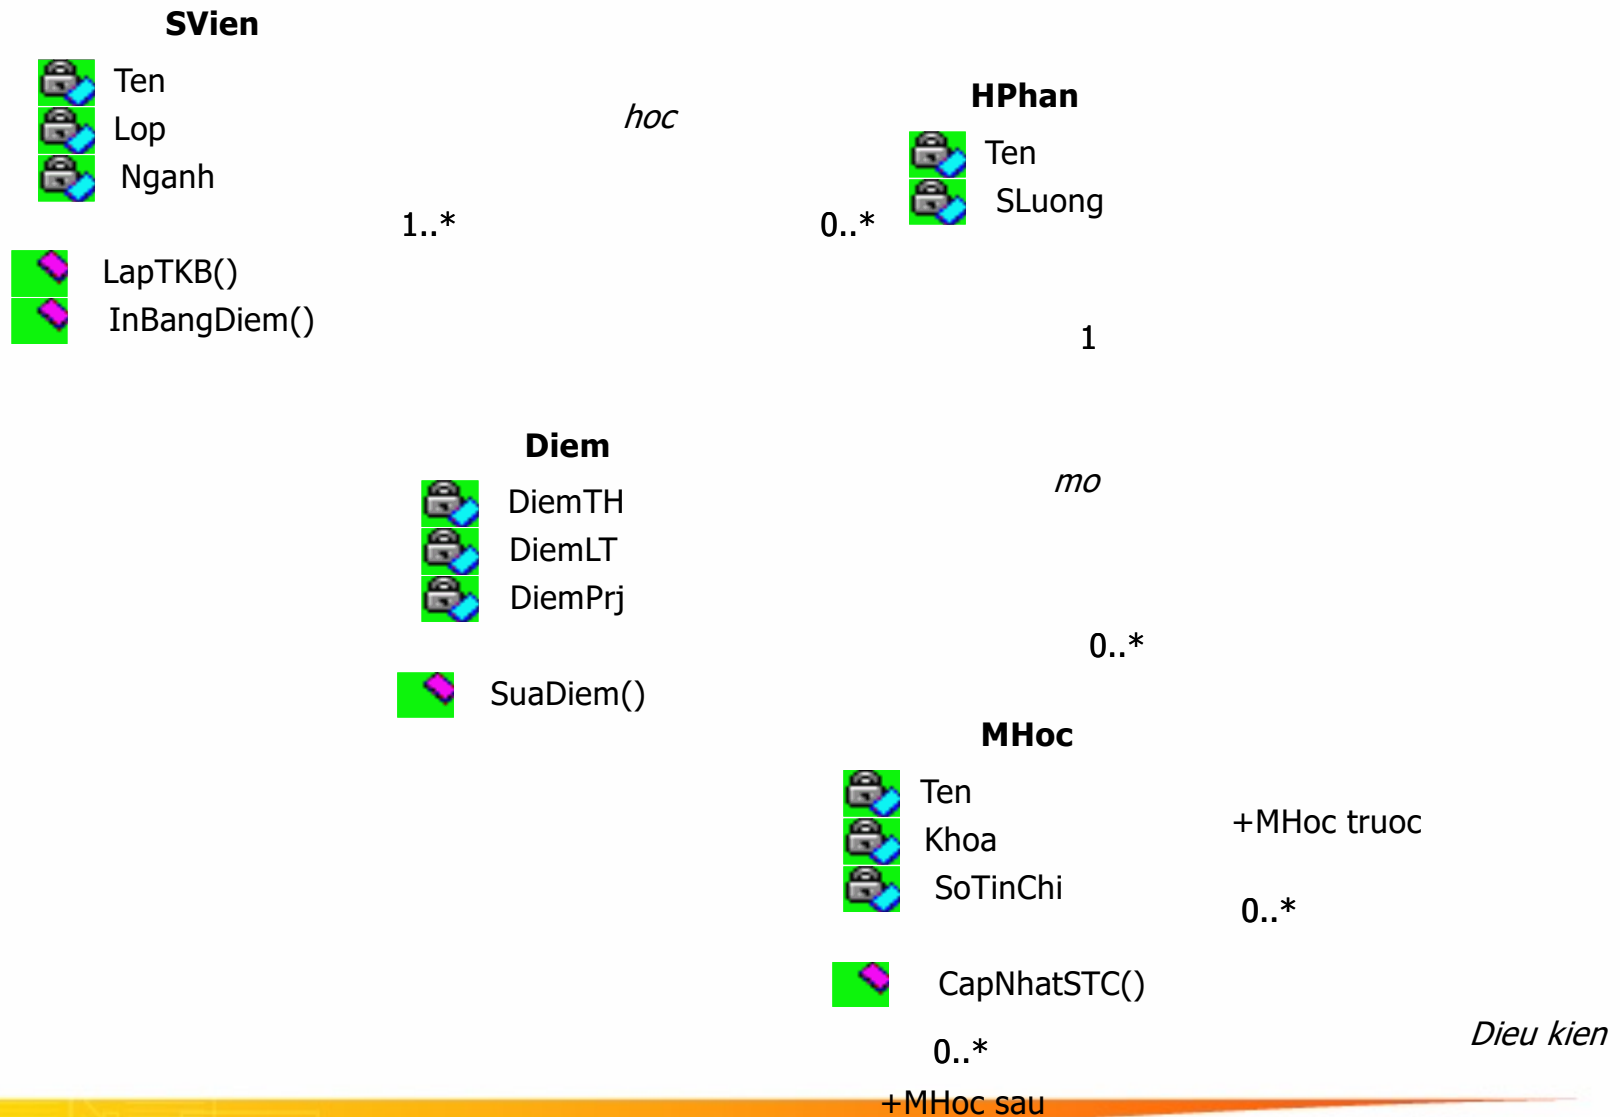 SVien
Ten
Lop
Nganh
LapTKB()
InBangDiem()
hoc
1..*
0..*
HPhan
Ten
SLuong
1
mo
0..*
Diem
DiemTH
DiemLT
DiemPrj
SuaDiem()
MHoc
Ten
Khoa
SoTinChi
CapNhatSTC()
+MHoc truoc
0..*
Dieu kien
0..*
+MHoc sau